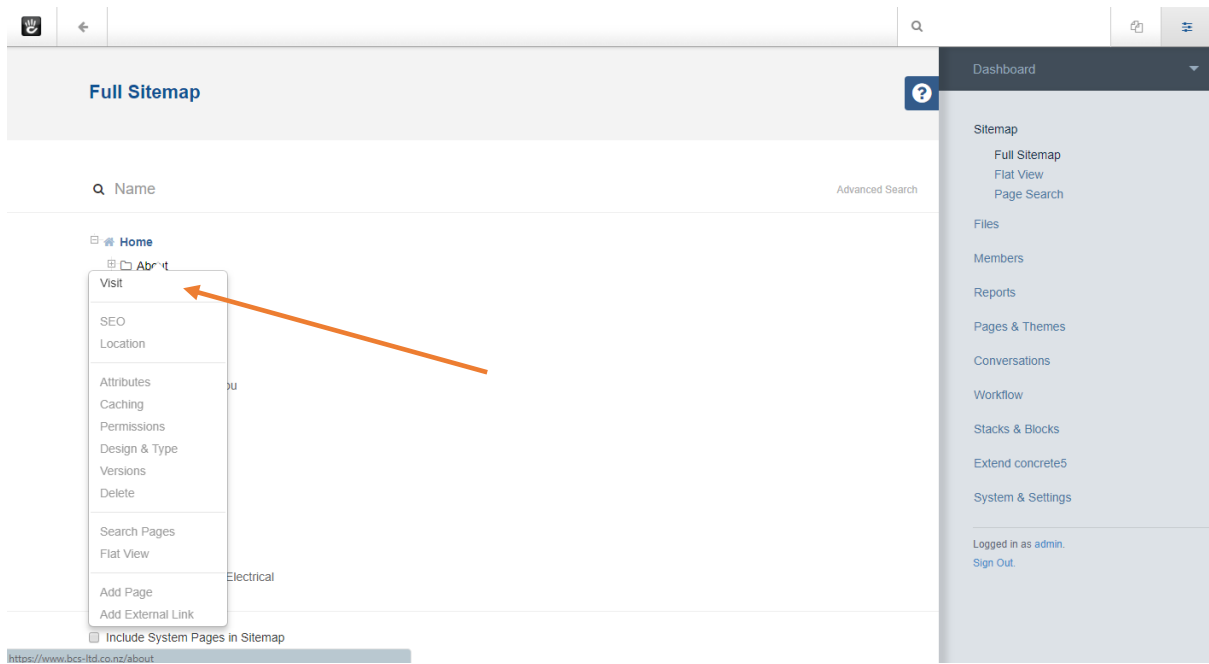 Dashboard
Full Sitemap
?
Sitemap
Full Sitemap
Flat View
Page Search
Files
Members
Reports
Pages & Themes
Conversations
Workflow
Stacks & Blocks
Extend concrete5
System & Settings
Logged in as admin.
Sign Out.
Name
Advanced Search
Home
About
Visit
SEO
Location
Attributes
Caching
Permissions
Design & Type
Versions
Delete
Search Pages
Flat View
Electrical
Add Page
Add External Link
Include System Pages in Sitemap
https://www.bcs-ltd.co.nz/about